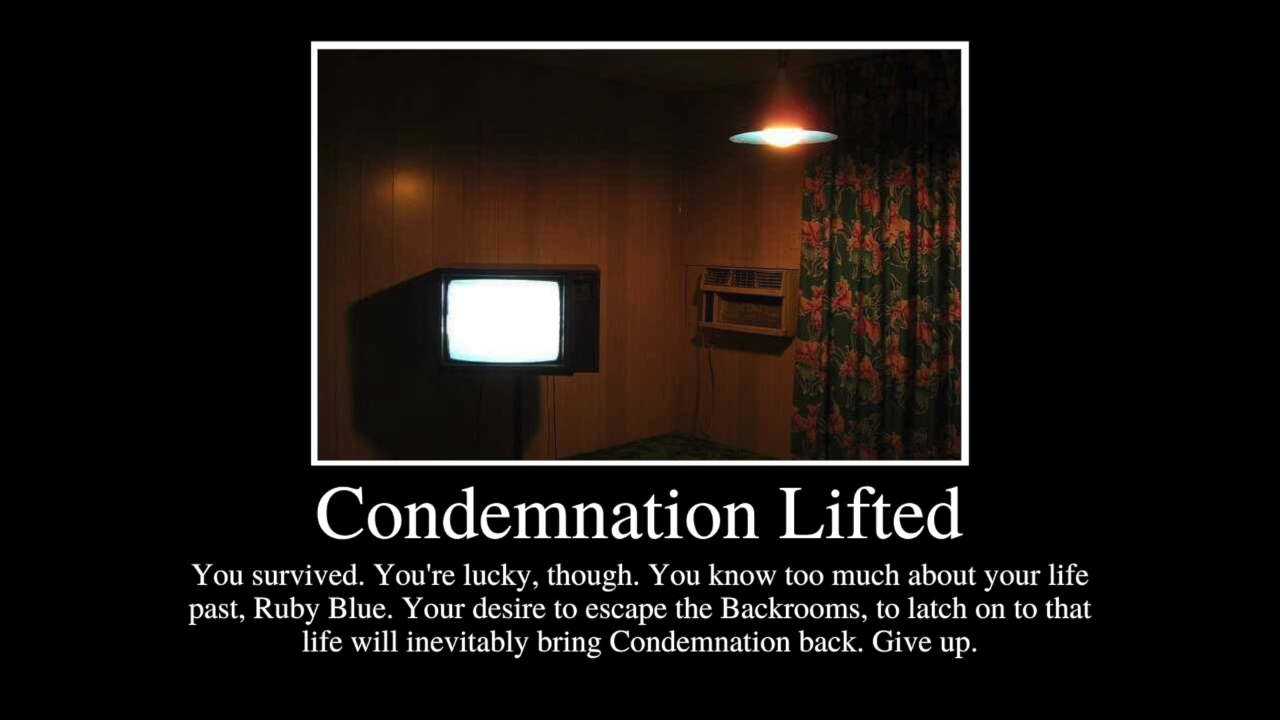 Condemnation Lifted
You survived. You're lucky, though. You know too much about your life
past, Ruby Blue. Your desire to escape the Backrooms, to latch on to that
life will inevitably bring Condemnation back. Give up.